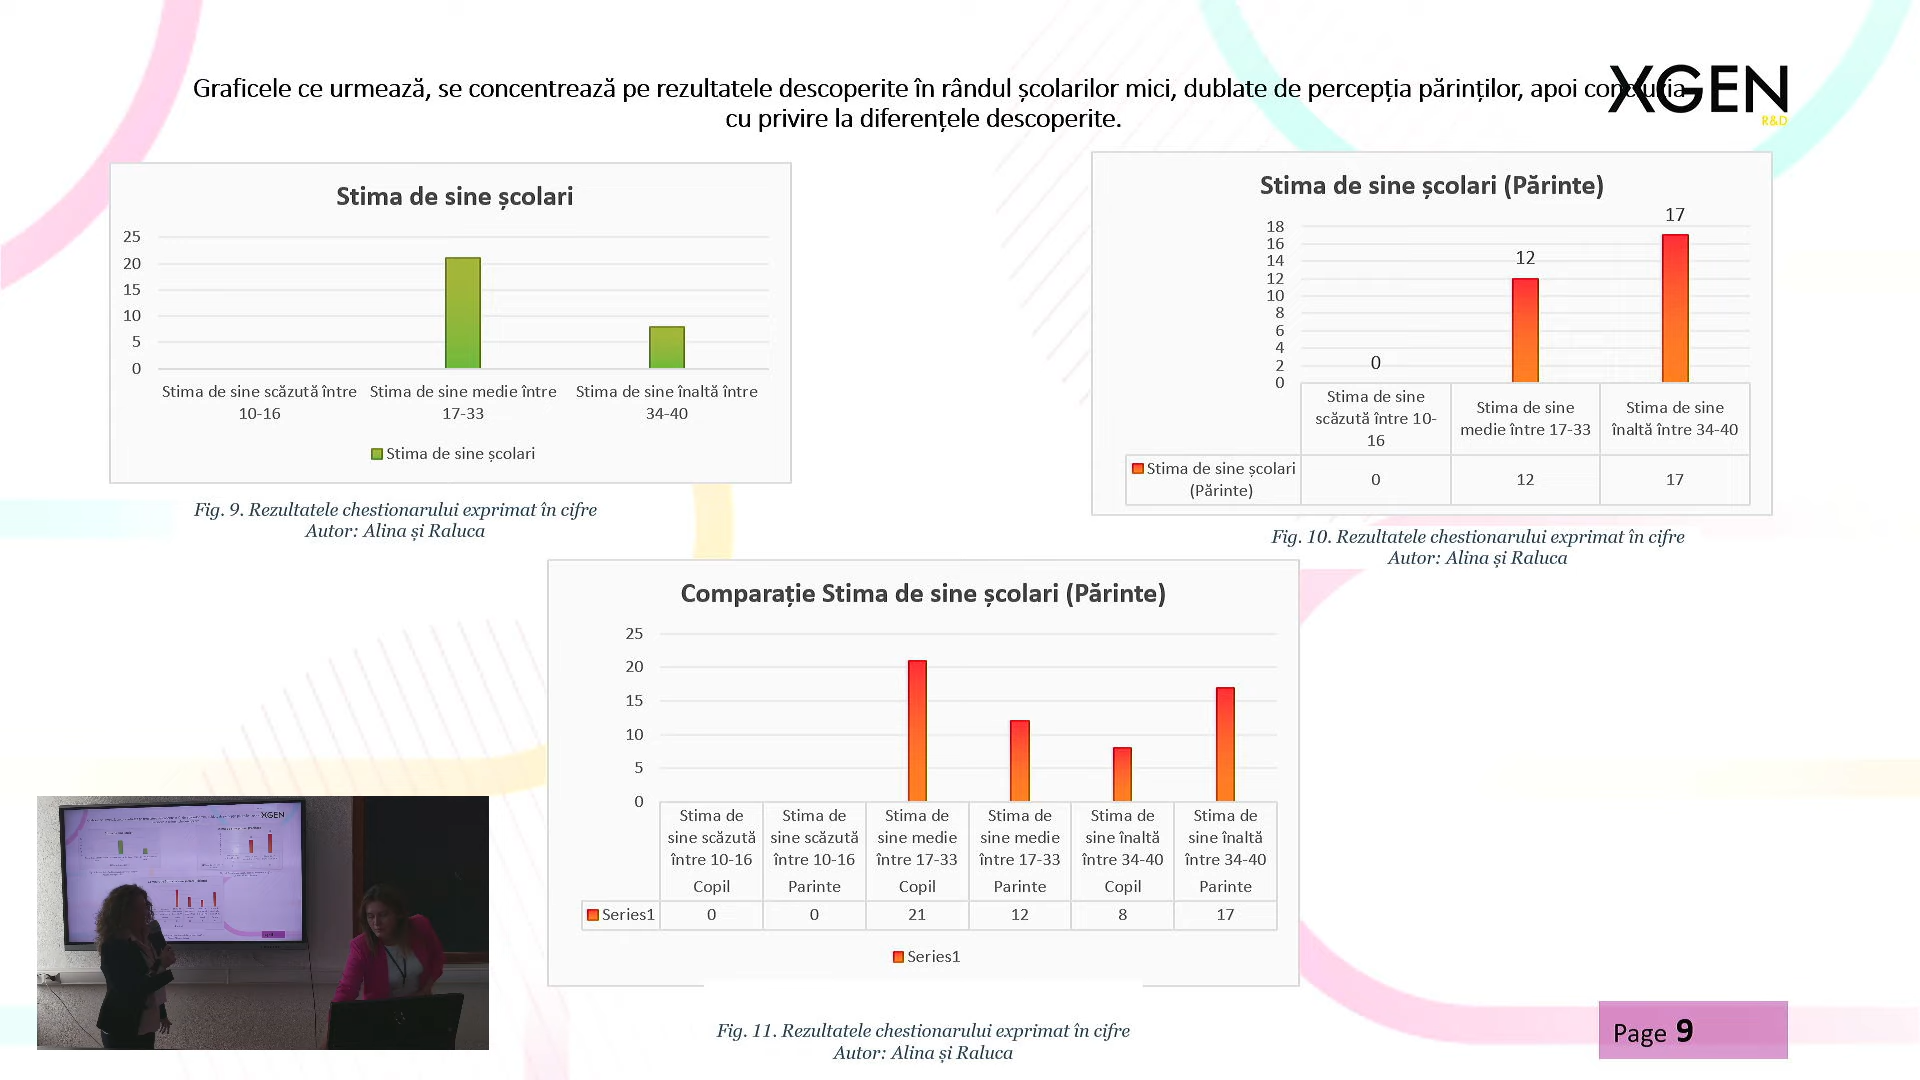 Graficele ce urmează, se concentrează pe rezultatele descoperite în rândul școlarilor mici, dublate de percepția părinților, apoi concluzia
cu privire la diferențele descoperite.
XGEN
R&D
Stima de sine școlari
25
20
15
10
5
0
Stima de sine scăzută între
10-16
Stima de sine medie între
17-33
Stima de sine înaltă între
34-40
Stima de sine școlari
Fig. 9. Rezultatele chestionarului exprimat în cifre
Autor: Alina și Raluca
Stima de sine școlari (Părinte)
18
16
14
12
10
8
6
4
2
0
0
12
17
Stima de sine
scăzută între 10-
16
Stima de sine
medie între 17-33
Stima de sine
înaltă între 34-40
Stima de sine școlari
(Părinte)
0
12
17
Fig. 10. Rezultatele chestionarului exprimat în cifre
Autor: Alina și Raluca
Comparație Stima de sine școlari (Părinte)
25
20
15
10
5
0
Stima de
sine scăzută
între 10-16
Copil
Stima de
sine scăzută
între 10-16
Parinte
Stima de
sine medie
între 17-33
Copil
Stima de
sine medie
între 17-33
Parinte
Stima de
sine înaltă
între 34-40
Copil
Stima de
sine înaltă
între 34-40
Parinte
Series1
0
0
21
12
8
17
Series1
Fig. 11. Rezultatele chestionarului exprimat în cifre
Autor: Alina și Raluca
XGEN
Page 9